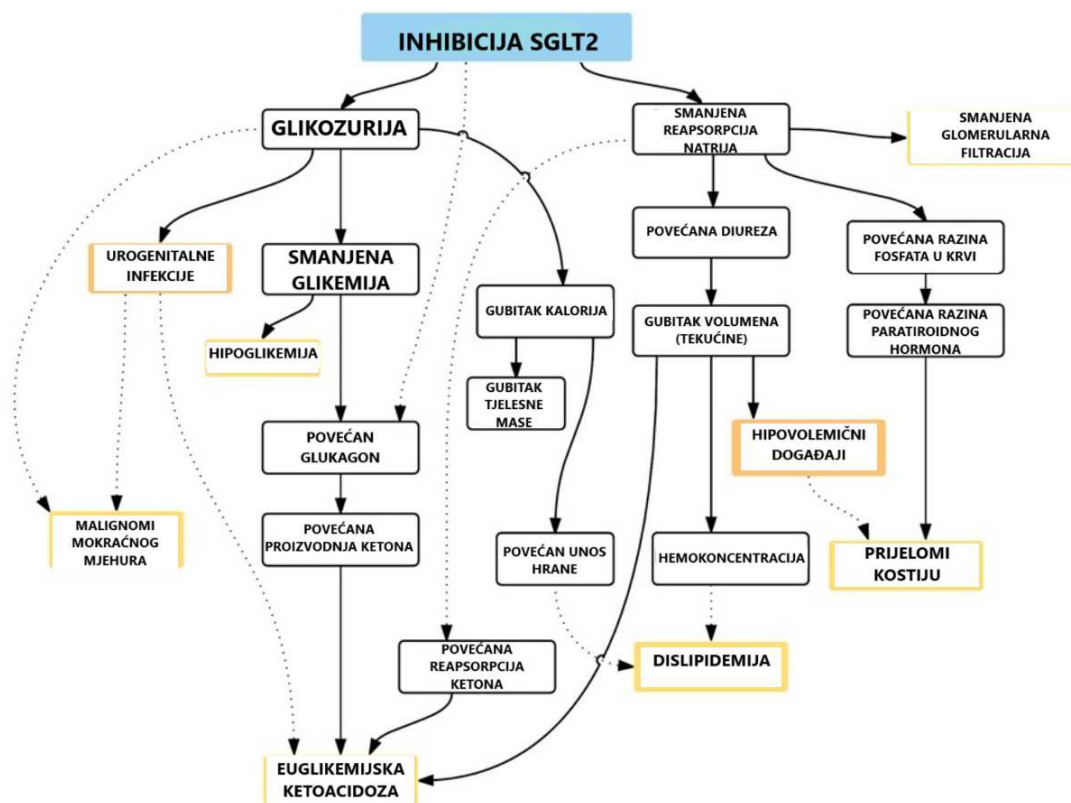 INHIBICIJA SGLT2
GLIKOZURIJA
SMANJENA
REAPSORPCIJA
NATRIJA
SMANJENA
GLOMERULARNA
FILTRACIJA
UROGENITALNE
INFEKCIJE
SMANJENA
GLIKEMIJA
POVEĆANA DIUREZA
POVEĆANA RAZINA
FOSFATA U KRVI
GUBITAK KALORIJA
GUBITAK VOLUMENA
(TEKUĆINE)
POVEĆANA RAZINA
PARATIROIDNOG
HORMONA
HIPOGLIKEMIJA
GUBITAK
TJELESNE
MASE
POVEĆAN
GLUKAGON
HIPOVOLEMIČNI
DOGAĐAJI
MALIGNOMI
MOKRAĆNOG
MJEHURA
POVEĆANA
PROIZVODNJA KETONA
POVEĆAN UNOS
HRANE
HEMOKONCENTRACIJA
PRIJELOMI
KOSTIJU
POVEĆANA
REAPSORPCIJA
KETONA
DISLIPIDEMIJA
EUGLIKEMIJSKA
KETOACIDOZA